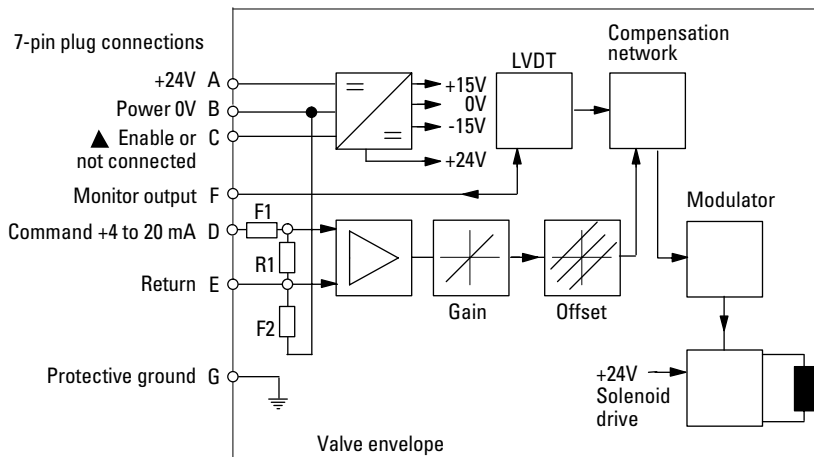 7-pin plug connections
+24V A
Power 0V B
▲ Enable or C
not connected
Monitor output F
Command +4 to 20 mA D
Return E
Protective ground G
+15V
0V
-15V
+24V
LVDT
Compensation
network
F1
R1
F2
Gain
Offset
Modulator
+24V
Solenoid
drive
Valve envelope